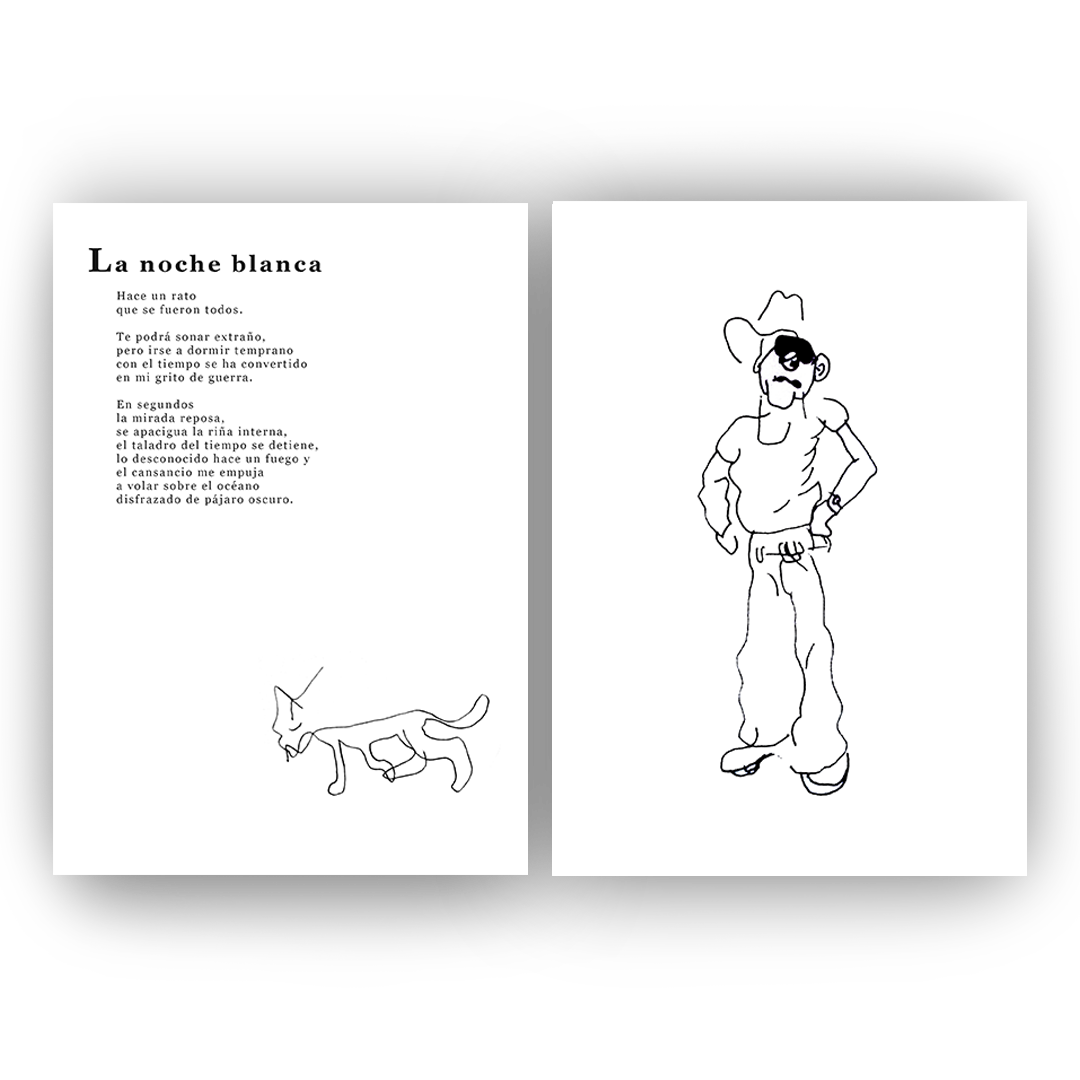 La noche blanca
Hace un rato
que se fueron todos.
Te podrá sonar extraño,
pero irse a dormir temprano
con el tiempo se ha convertido
en mi grito de guerra.
En segundos
la mirada reposa,
se apacigua la riña interna,
el taladro del tiempo se detiene,
lo desconocido hace un fuego y
el cansancio me empuja
a volar sobre el océano
disfrazado de pájaro oscuro.